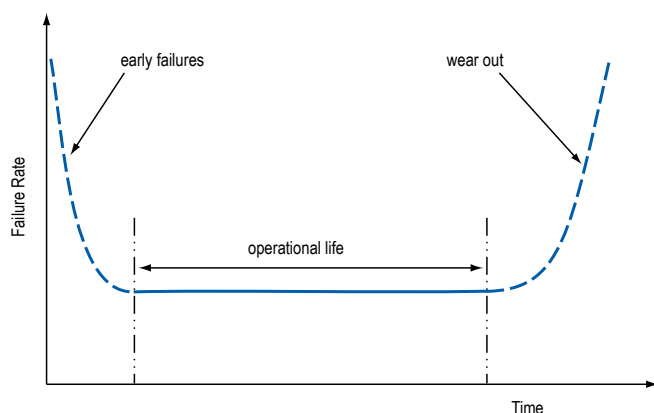 early failures
wear out
Failure Rate
operational life
Time